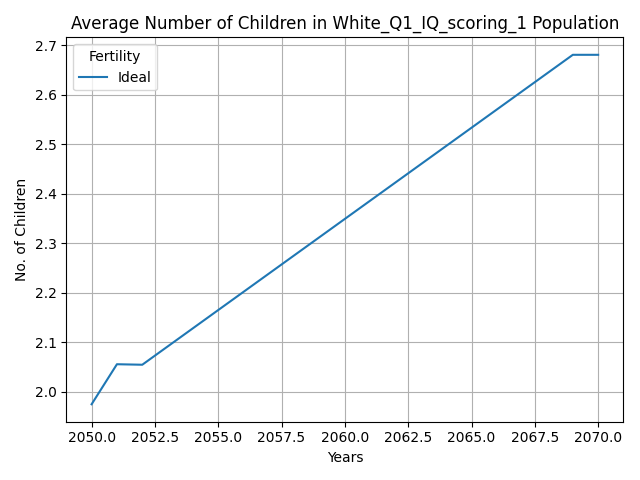 Average Number of Children in White_Q1_IQ_scoring_1 Population
Fertility
Ideal
2.7
2.6
2.5
2.4
2.3
2.2
2.1
2.0
No. of Children
2050.0 2052.5 2055.0 2057.5 2060.0 2062.5 2065.0 2067.5 2070.0
Years